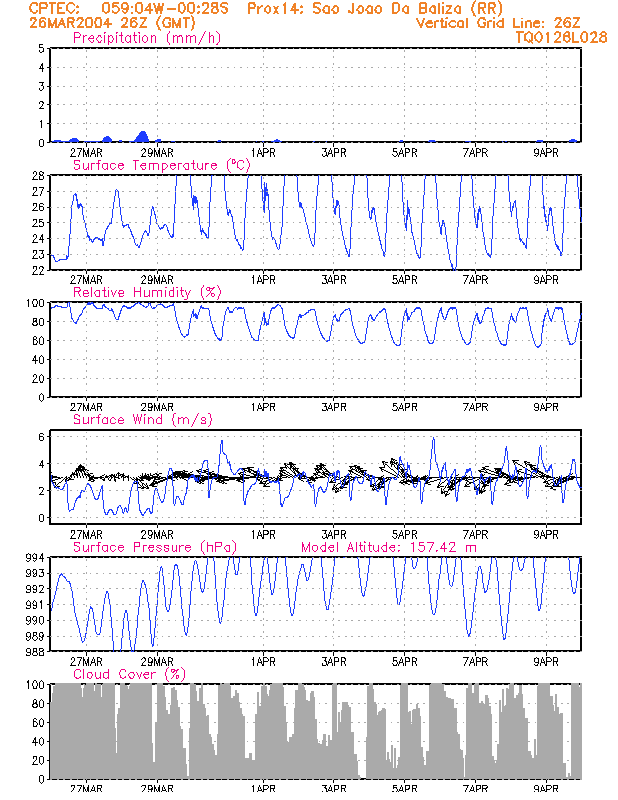 CPTEC: 059:04W-00:28S Prox14: Sao Joao Da Baliza (RR)
26MAR2004 26Z (GMT) Vertical Grid Line: 26Z
Precipitation (mm/h) TQ0126L028
5
4
3
2
1
0
27MAR 29MAR 1APR 3APR 5APR 7APR 9APR
Surface Temperature (ºC)
28
27
26
25
24
23
22
27MAR 29MAR 1APR 3APR 5APR 7APR 9APR
Relative Humidity (%)
100
80
60
40
20
0
27MAR 29MAR 1APR 3APR 5APR 7APR 9APR
Surface Wind (m/s)
6
4
2
0
27MAR 29MAR 1APR 3APR 5APR 7APR 9APR
Surface Pressure (hPa) Model Altitude: 157.42 m
994
993
992
991
990
989
988
27MAR 29MAR 1APR 3APR 5APR 7APR 9APR
Cloud Cover (%)
100
80
60
40
20
0
27MAR 29MAR 1APR 3APR 5APR 7APR 9APR